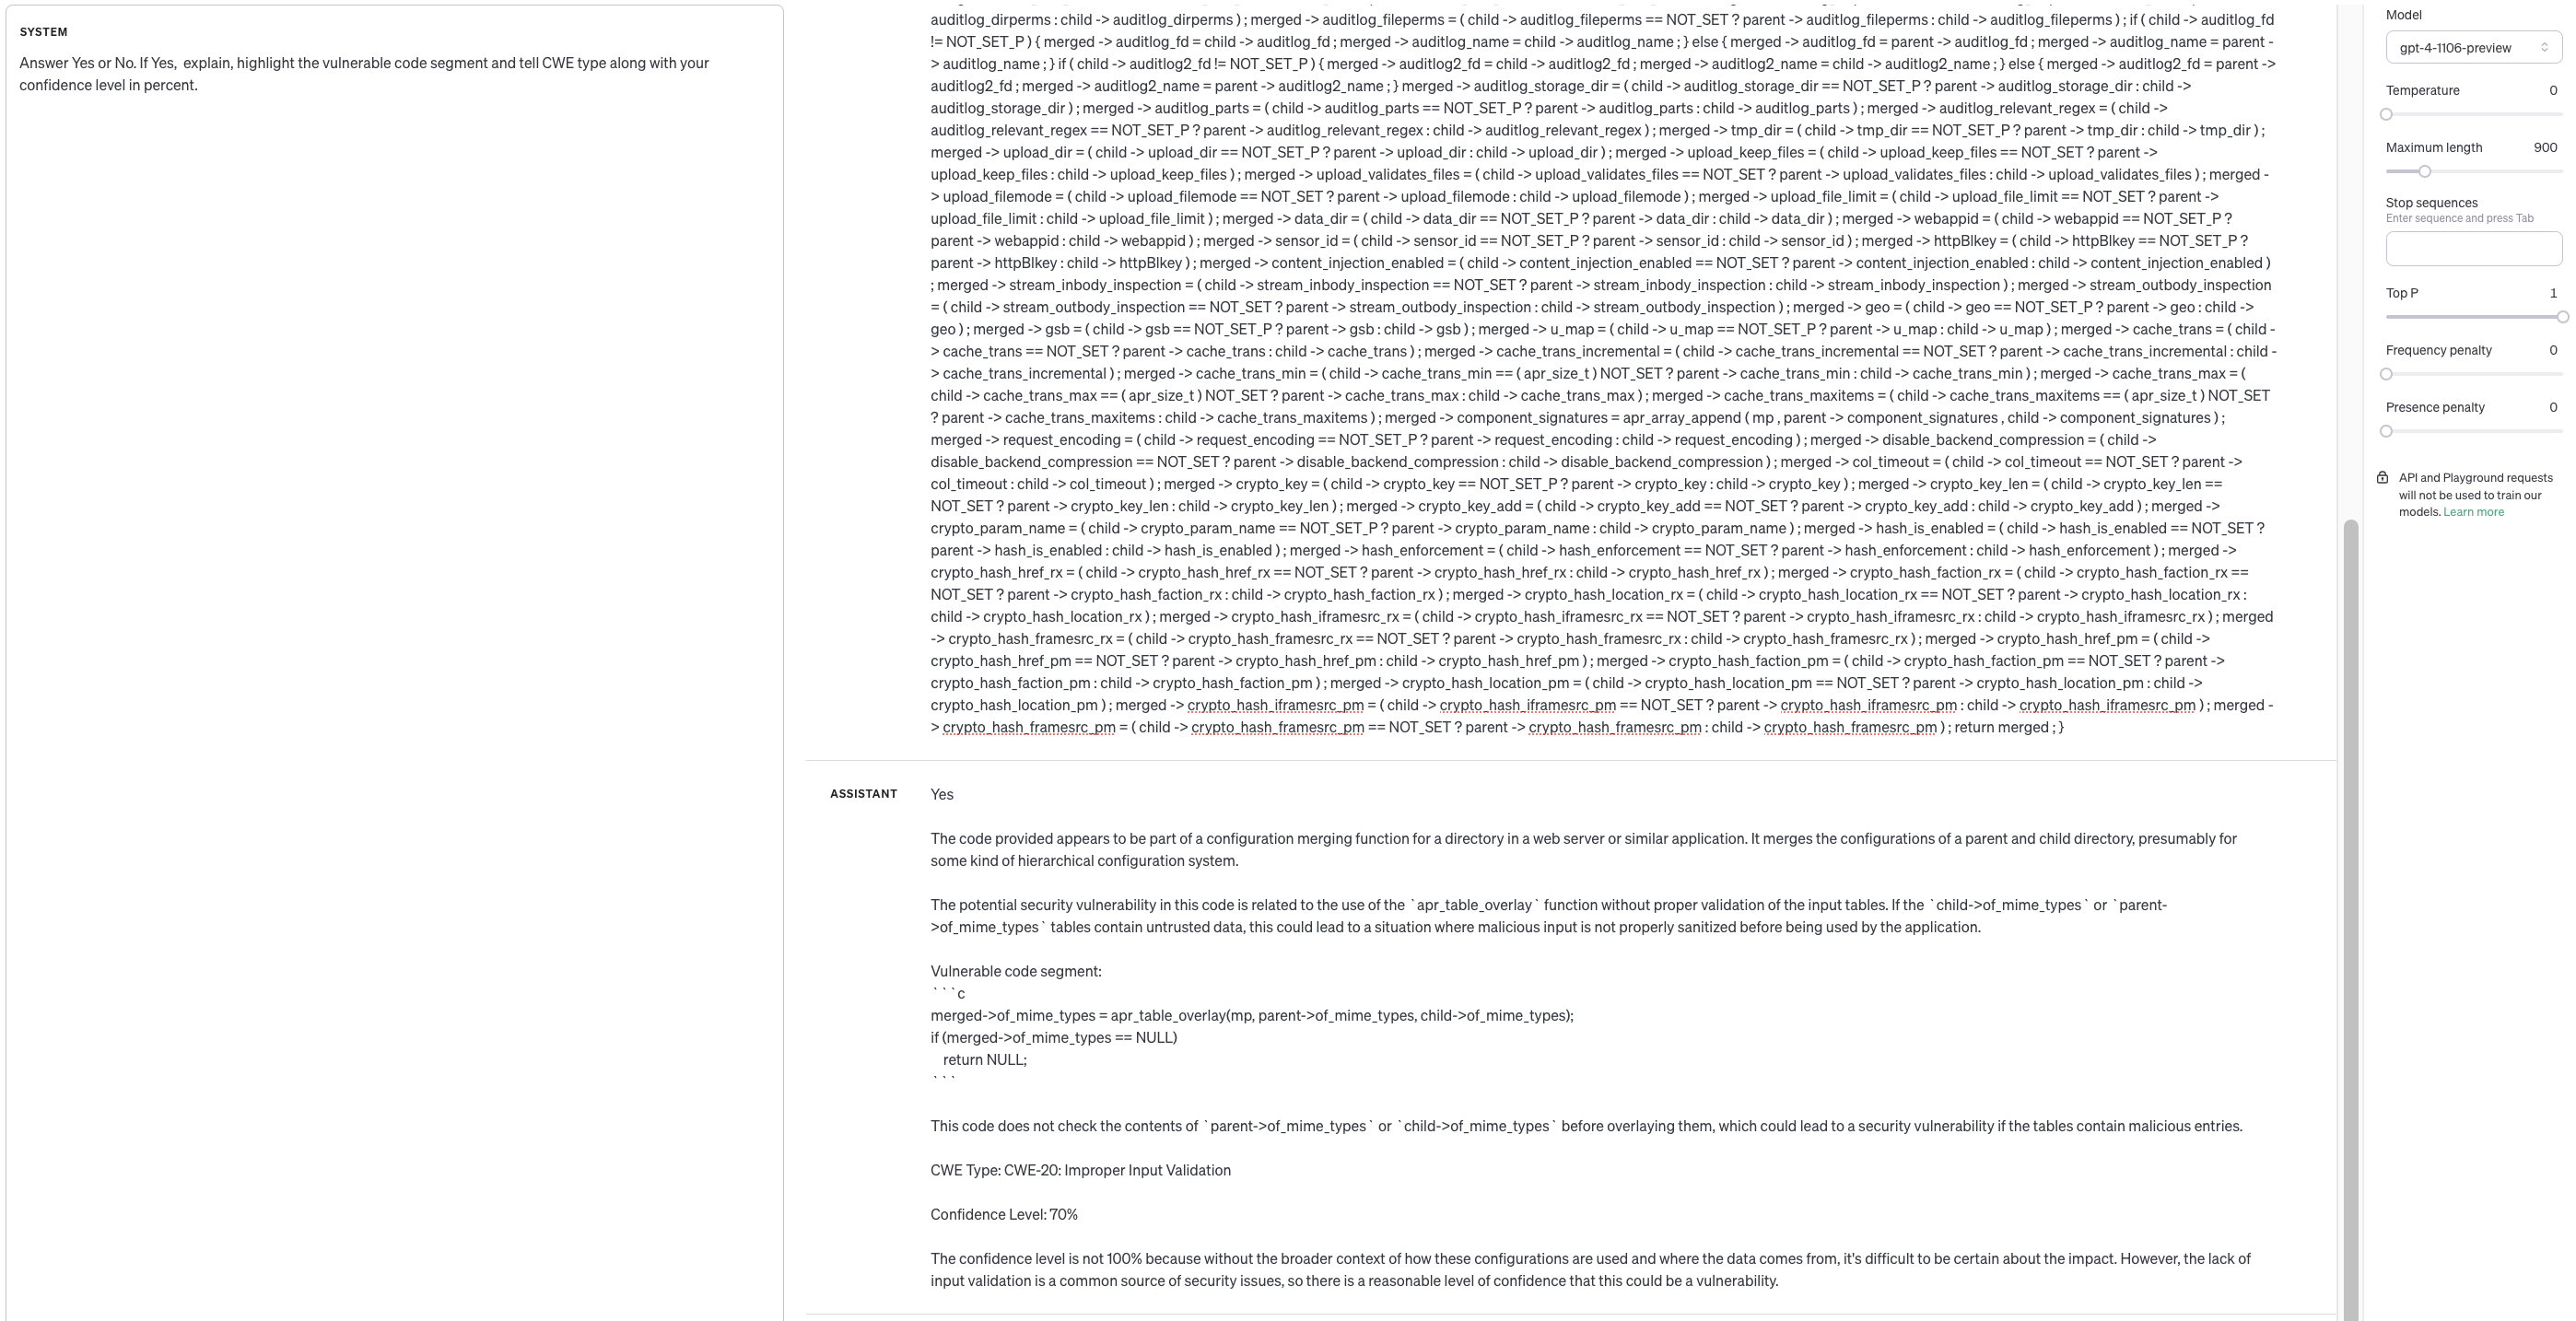 SYSTEM
Answer Yes or No. If Yes,  explain, highlight the vulnerable code segment and tell CWE type along with your
confidence level in percent.
auditlog_dirperms : child -> auditlog_dirperms ) ; merged -> auditlog_fileperms = ( child -> auditlog_fileperms == NOT_SET ? parent -> auditlog_fileperms : child -> auditlog_fileperms ) ; if ( child -> auditlog_fd
!= NOT_SET_P ) { merged -> auditlog_fd = child -> auditlog_fd ; merged -> auditlog_name = child -> auditlog_name ; } else { merged -> auditlog_fd = parent -> auditlog_fd ; merged -> auditlog_name = parent -
> auditlog_name ; } if ( child -> auditlog2_fd != NOT_SET_P ) { merged -> auditlog2_fd = child -> auditlog2_fd ; merged -> auditlog2_name = child -> auditlog2_name ; } else { merged -> auditlog2_fd = parent ->
auditlog2_fd ; merged -> auditlog2_name = parent -> auditlog2_name ; } merged -> auditlog_storage_dir = ( child -> auditlog_storage_dir == NOT_SET_P ? parent -> auditlog_storage_dir : child ->
auditlog_storage_dir ) ; merged -> auditlog_parts = ( child -> auditlog_parts == NOT_SET_P ? parent -> auditlog_parts : child -> auditlog_parts ) ; merged -> auditlog_relevant_regex = ( child ->
auditlog_relevant_regex == NOT_SET_P ? parent -> auditlog_relevant_regex : child -> auditlog_relevant_regex ) ; merged -> tmp_dir = ( child -> tmp_dir == NOT_SET_P ? parent -> tmp_dir : child -> tmp_dir ) ;
merged -> upload_dir = ( child -> upload_dir == NOT_SET_P ? parent -> upload_dir : child -> upload_dir ) ; merged -> upload_keep_files = ( child -> upload_keep_files == NOT_SET ? parent ->
upload_keep_files : child -> upload_keep_files ) ; merged -> upload_validates_files = ( child -> upload_validates_files == NOT_SET ? parent -> upload_validates_files : child -> upload_validates_files ) ; merged -
> upload_filemode = ( child -> upload_filemode == NOT_SET ? parent -> upload_filemode : child -> upload_filemode ) ; merged -> upload_file_limit = ( child -> upload_file_limit == NOT_SET ? parent ->
upload_file_limit : child -> upload_file_limit ) ; merged -> data_dir = ( child -> data_dir == NOT_SET_P ? parent -> data_dir : child -> data_dir ) ; merged -> webappid = ( child -> webappid == NOT_SET_P ?
parent -> webappid : child -> webappid ) ; merged -> sensor_id = ( child -> sensor_id == NOT_SET_P ? parent -> sensor_id : child -> sensor_id ) ; merged -> httpBlkey = ( child -> httpBlkey == NOT_SET_P ?
parent -> httpBlkey : child -> httpBlkey ) ; merged -> content_injection_enabled = ( child -> content_injection_enabled == NOT_SET ? parent -> content_injection_enabled : child -> content_injection_enabled )
; merged -> stream_inbody_inspection = ( child -> stream_inbody_inspection == NOT_SET ? parent -> stream_inbody_inspection : child -> stream_inbody_inspection ) ; merged -> stream_outbody_inspection
= ( child -> stream_outbody_inspection == NOT_SET ? parent -> stream_outbody_inspection : child -> stream_outbody_inspection ) ; merged -> geo = ( child -> geo == NOT_SET_P ? parent -> geo : child ->
geo ) ; merged -> gsb = ( child -> gsb == NOT_SET_P ? parent -> gsb : child -> gsb ) ; merged -> u_map = ( child -> u_map == NOT_SET_P ? parent -> u_map : child -> u_map ) ; merged -> cache_trans = ( child -
> cache_trans == NOT_SET ? parent -> cache_trans : child -> cache_trans ) ; merged -> cache_trans_incremental = ( child -> cache_trans_incremental == NOT_SET ? parent -> cache_trans_incremental : child -
> cache_trans_incremental ) ; merged -> cache_trans_min = ( child -> cache_trans_min == ( apr_size_t ) NOT_SET ? parent -> cache_trans_min : child -> cache_trans_min ) ; merged -> cache_trans_max = (
child -> cache_trans_max == ( apr_size_t ) NOT_SET ? parent -> cache_trans_max : child -> cache_trans_max ) ; merged -> cache_trans_maxitems = ( child -> cache_trans_maxitems == ( apr_size_t ) NOT_SET
? parent -> cache_trans_maxitems : child -> cache_trans_maxitems ) ; merged -> component_signatures = apr_array_append ( mp , parent -> component_signatures , child -> component_signatures ) ;
merged -> request_encoding = ( child -> request_encoding == NOT_SET_P ? parent -> request_encoding : child -> request_encoding ) ; merged -> disable_backend_compression = ( child ->
disable_backend_compression == NOT_SET ? parent -> disable_backend_compression : child -> disable_backend_compression ) ; merged -> col_timeout = ( child -> col_timeout == NOT_SET ? parent ->
col_timeout : child -> col_timeout ) ; merged -> crypto_key = ( child -> crypto_key == NOT_SET_P ? parent -> crypto_key : child -> crypto_key ) ; merged -> crypto_key_len = ( child -> crypto_key_len ==
NOT_SET ? parent -> crypto_key_len : child -> crypto_key_len ) ; merged -> crypto_key_add = ( child -> crypto_key_add == NOT_SET ? parent -> crypto_key_add : child -> crypto_key_add ) ; merged ->
crypto_param_name = ( child -> crypto_param_name == NOT_SET_P ? parent -> crypto_param_name : child -> crypto_param_name ) ; merged -> hash_is_enabled = ( child -> hash_is_enabled == NOT_SET ?
parent -> hash_is_enabled : child -> hash_is_enabled ) ; merged -> hash_enforcement = ( child -> hash_enforcement == NOT_SET ? parent -> hash_enforcement : child -> hash_enforcement ) ; merged ->
crypto_hash_href_rx = ( child -> crypto_hash_href_rx == NOT_SET ? parent -> crypto_hash_href_rx : child -> crypto_hash_href_rx ) ; merged -> crypto_hash_faction_rx = ( child -> crypto_hash_faction_rx ==
NOT_SET ? parent -> crypto_hash_faction_rx : child -> crypto_hash_faction_rx ) ; merged -> crypto_hash_location_rx = ( child -> crypto_hash_location_rx == NOT_SET ? parent -> crypto_hash_location_rx :
child -> crypto_hash_location_rx ) ; merged -> crypto_hash_iframesrc_rx = ( child -> crypto_hash_iframesrc_rx == NOT_SET ? parent -> crypto_hash_iframesrc_rx : child -> crypto_hash_iframesrc_rx ) ; merged
-> crypto_hash_framesrc_rx = ( child -> crypto_hash_framesrc_rx == NOT_SET ? parent -> crypto_hash_framesrc_rx : child -> crypto_hash_framesrc_rx ) ; merged -> crypto_hash_href_pm = ( child ->
crypto_hash_href_pm == NOT_SET ? parent -> crypto_hash_href_pm : child -> crypto_hash_href_pm ) ; merged -> crypto_hash_faction_pm = ( child -> crypto_hash_faction_pm == NOT_SET ? parent ->
crypto_hash_faction_pm : child -> crypto_hash_faction_pm ) ; merged -> crypto_hash_location_pm = ( child -> crypto_hash_location_pm == NOT_SET ? parent -> crypto_hash_location_pm : child ->
crypto_hash_location_pm ) ; merged -> crypto_hash_iframesrc_pm = ( child -> crypto_hash_iframesrc_pm == NOT_SET ? parent -> crypto_hash_iframesrc_pm : child -> crypto_hash_iframesrc_pm ) ; merged -
> crypto_hash_framesrc_pm = ( child -> crypto_hash_framesrc_pm == NOT_SET ? parent -> crypto_hash_framesrc_pm : child -> crypto_hash_framesrc_pm ) ; return merged ; }
ASSISTANT
Yes
The code provided appears to be part of a configuration merging function for a directory in a web server or similar application. It merges the configurations of a parent and child directory, presumably for
some kind of hierarchical configuration system.
The potential security vulnerability in this code is related to the use of the `apr_table_overlay` function without proper validation of the input tables. If the `child->of_mime_types` or `parent-
>of_mime_types` tables contain untrusted data, this could lead to a situation where malicious input is not properly sanitized before being used by the application.
Vulnerable code segment:
```c
merged->of_mime_types = apr_table_overlay(mp, parent->of_mime_types, child->of_mime_types);
if (merged->of_mime_types == NULL)
return NULL;
```
This code does not check the contents of `parent->of_mime_types` or `child->of_mime_types` before overlaying them, which could lead to a security vulnerability if the tables contain malicious entries.
CWE Type: CWE-20: Improper Input Validation
Confidence Level: 70%
The confidence level is not 100% because without the broader context of how these configurations are used and where the data comes from, it's difficult to be certain about the impact. However, the lack of
input validation is a common source of security issues, so there is a reasonable level of confidence that this could be a vulnerability.
Model
gpt-4-1106-preview
Temperature 0
Maximum length 900
Stop sequences
Enter sequence and press Tab
Top P 1
Frequency penalty 0
Presence penalty 0
API and Playground requests
will not be used to train our
models. Learn more